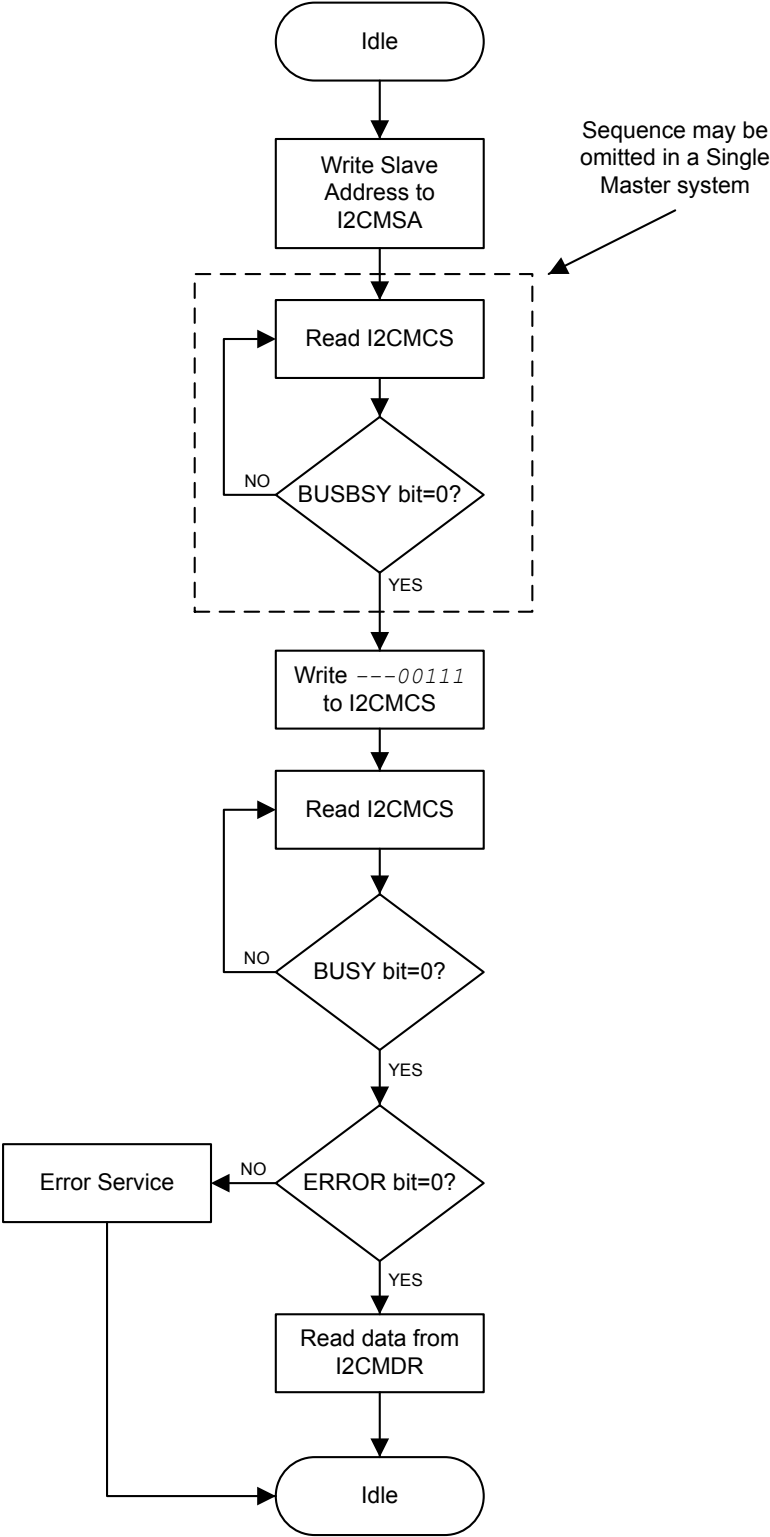 Idle
Sequence may be
omitted in a Single
Master system
Write Slave
Address to
I2CMSA
Read I2CMCS
NO
BUSBSY bit=0?
YES
Write ---00111
to I2CMCS
Read I2CMCS
NO
BUSY bit=0?
YES
Error Service
NO
ERROR bit=0?
YES
Read data from
I2CMDR
Idle